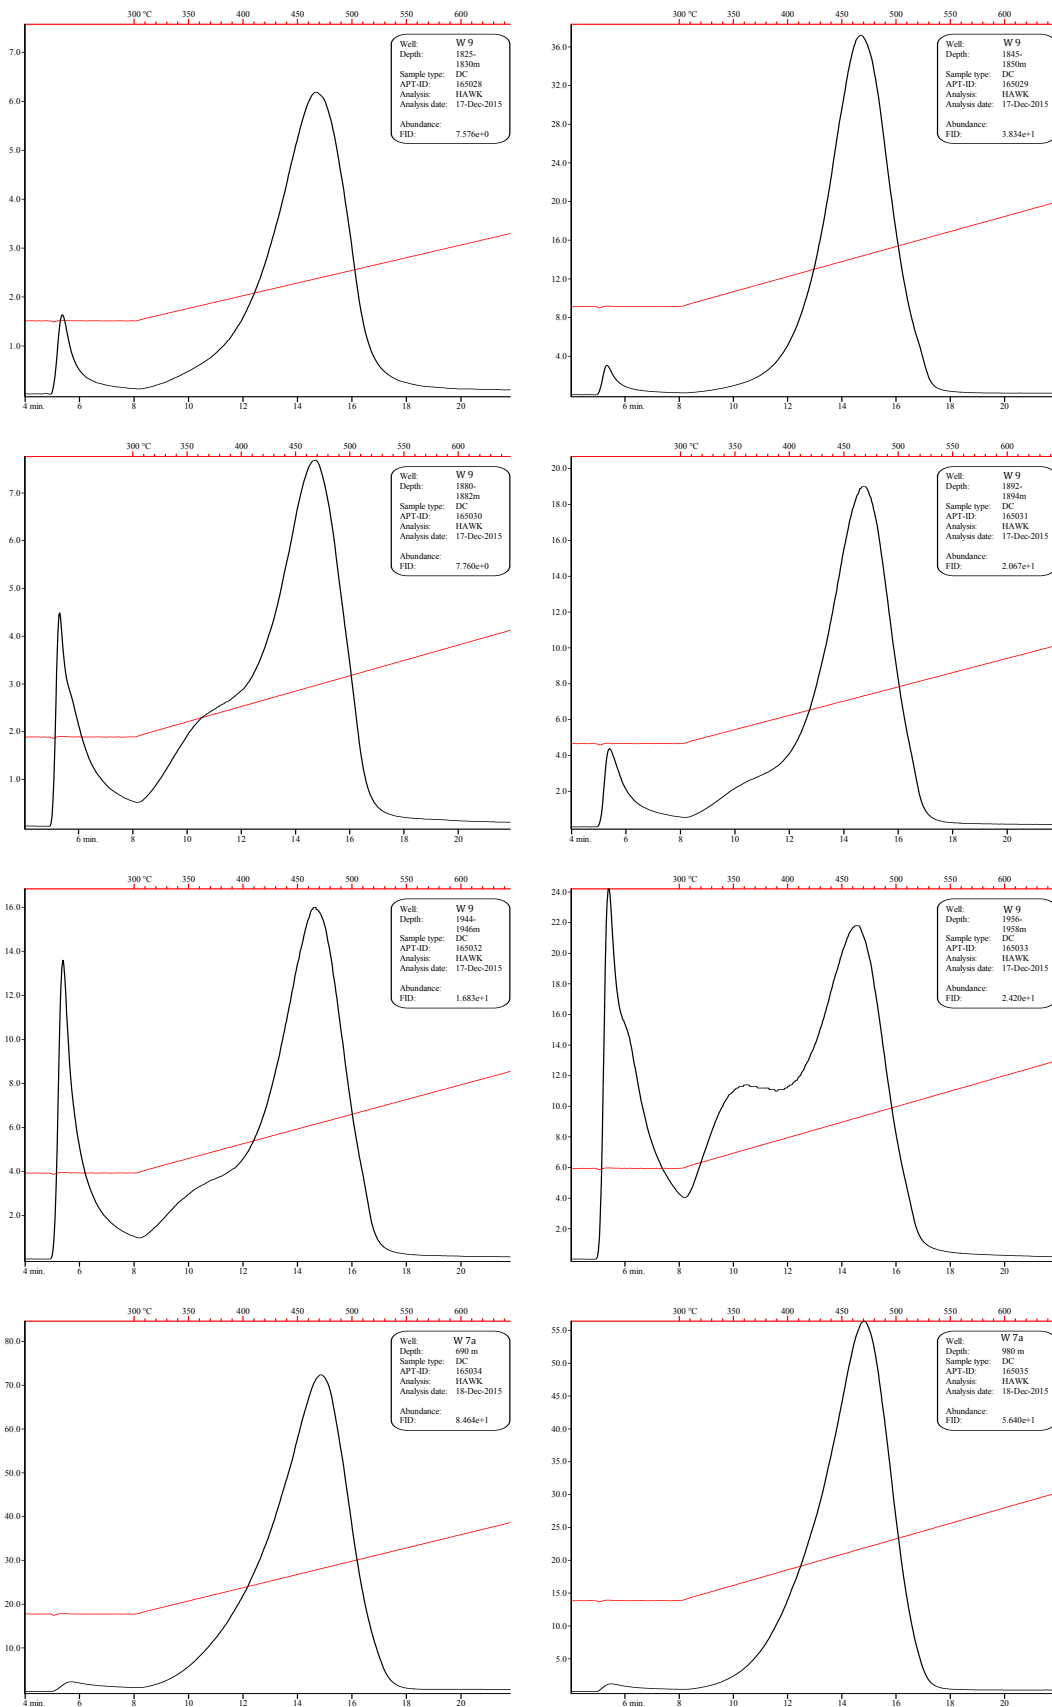 300 °C 350 400 450 500 550 600
7.0
6.0
5.0
4.0
3.0
2.0
1.0
4 min. 6 8 10 12 14 16 18 20
Well: W 9
Depth: 1825-
1830m
Sample type: DC
APT-ID: 165028
Analysis: HAWK
Analysis date: 17-Dec-2015
Abundance:
FID: 7.576e+0
300 °C 350 400 450 500 550 600
36.0
32.0
28.0
24.0
20.0
16.0
12.0
8.0
4.0
6 min. 8 10 12 14 16 18 20
Well: W 9
Depth: 1845-
1850m
Sample type: DC
APT-ID: 165029
Analysis: HAWK
Analysis date: 17-Dec-2015
Abundance:
FID: 3.834e+1
300 °C 350 400 450 500 550 600
7.0
6.0
5.0
4.0
3.0
2.0
1.0
6 min. 8 10 12 14 16 18 20
Well: W 9
Depth: 1880-
1882m
Sample type: DC
APT-ID: 165030
Analysis: HAWK
Analysis date: 17-Dec-2015
Abundance:
FID: 7.760e+0
300 °C 350 400 450 500 550 600
20.0
18.0
16.0
14.0
12.0
10.0
8.0
6.0
4.0
2.0
4 min. 6 8 10 12 14 16 18 20
Well: W 9
Depth: 1892-
1894m
Sample type: DC
APT-ID: 165031
Analysis: HAWK
Analysis date: 17-Dec-2015
Abundance:
FID: 2.067e+1
300 °C 350 400 450 500 550 600
16.0
14.0
12.0
10.0
8.0
6.0
4.0
2.0
4 min. 6 8 10 12 14 16 18 20
Well: W 9
Depth: 1944-
1946m
Sample type: DC
APT-ID: 165032
Analysis: HAWK
Analysis date: 17-Dec-2015
Abundance:
FID: 1.683e+1
300 °C 350 400 450 500 550 600
24.0
22.0
20.0
18.0
16.0
14.0
12.0
10.0
8.0
6.0
4.0
2.0
6 min. 8 10 12 14 16 18 20
Well: W 9
Depth: 1956-
1958m
Sample type: DC
APT-ID: 165033
Analysis: HAWK
Analysis date: 17-Dec-2015
Abundance:
FID: 2.420e+1
300 °C 350 400 450 500 550 600
80.0
70.0
60.0
50.0
40.0
30.0
20.0
10.0
4 min. 6 8 10 12 14 16 18 20
Well: W 7a
Depth: 690 m
Sample type: DC
APT-ID: 165034
Analysis: HAWK
Analysis date: 18-Dec-2015
Abundance:
FID: 8.464e+1
300 °C 350 400 450 500 550 600
55.0
50.0
45.0
40.0
35.0
30.0
25.0
20.0
15.0
10.0
5.0
6 min. 8 10 12 14 16 18 20
Well: W 7a
Depth: 980 m
Sample type: DC
APT-ID: 165035
Analysis: HAWK
Analysis date: 18-Dec-2015
Abundance:
FID: 5.640e+1